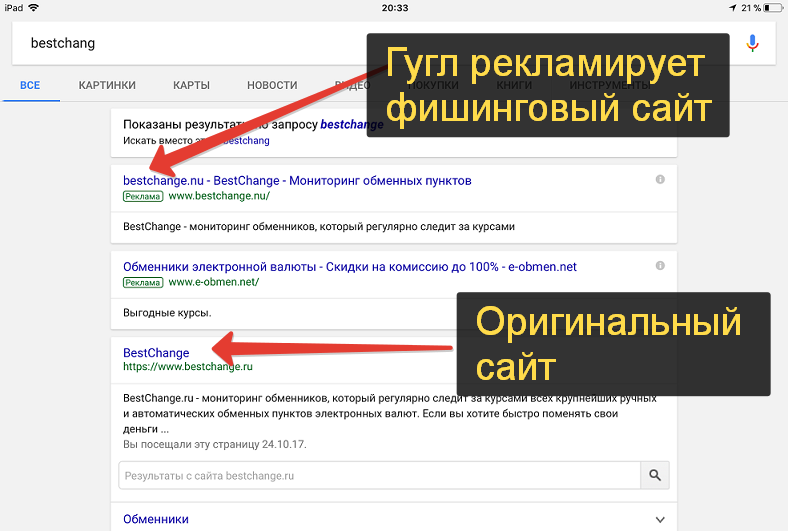 iPad 20:33 21 %
bestchang
Гугл рекламирует
фишинговый сайт
ВСЕ КАРТИНКИ КАРТЫ НОВОСТИ ВИДЕО ПОКУПКИ КНИГИ ИНСТРУМЕНТЫ
Показаны результаты по запросу bestchange
Искать вместо этого bestchang
bestchange.nu - BestChange - Мониторинг обменных пунктов
Реклама www.bestchange.nu/
BestChange - мониторинг обменников, который регулярно следит за курсами
Обменники электронной валюты - Скидки на комиссию до 100% - e-obmen.net
Реклама www.e-obmen.net/
Выгодные курсы.
Оригинальный
сайт
BestChange
https://www.bestchange.ru
BestChange.ru - мониторинг обменников, который регулярно следит за курсами всех крупнейших ручных
и автоматических обменных пунктов электронных валют. Если вы хотите быстро поменять свои
деньги ...
Вы посещали эту страницу 24.10.17.
Результаты с сайта bestchange.ru
Обменники